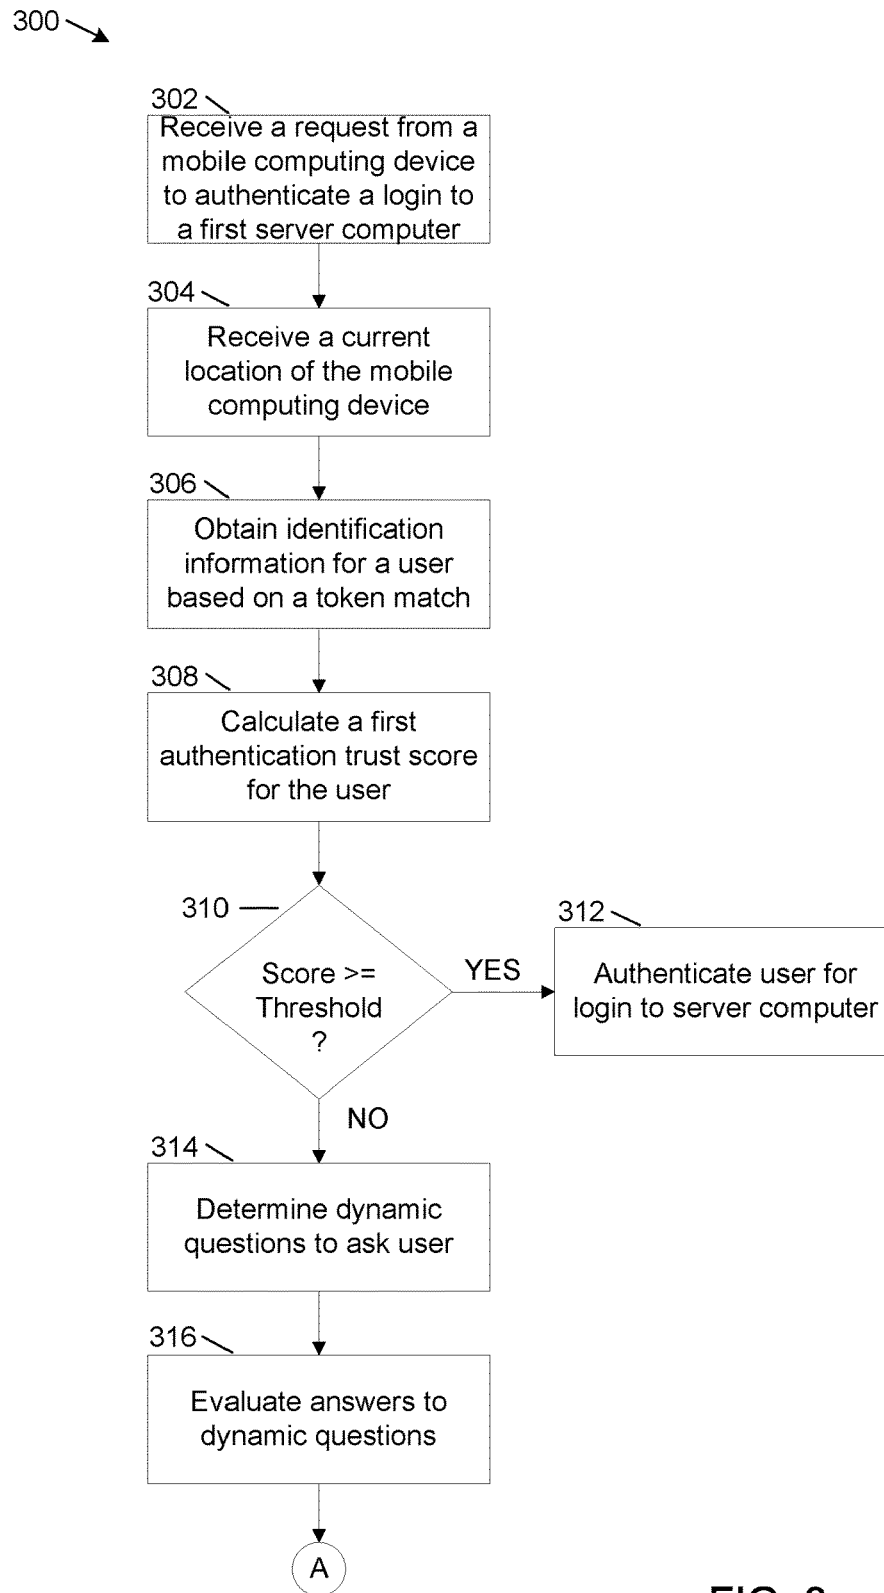 300
302
Receive a request from a
mobile computing device
to authenticate a login to
a first server computer
304
Receive a current
location of the mobile
computing device
306
Obtain identification
information for a user
based on a token match
308
Calculate a first
authentication trust score
for the user
310
Score >=
Threshold
?
YES
312
Authenticate user for
login to server computer
NO
314
Determine dynamic
questions to ask user
316
Evaluate answers to
dynamic questions
A
FIG.